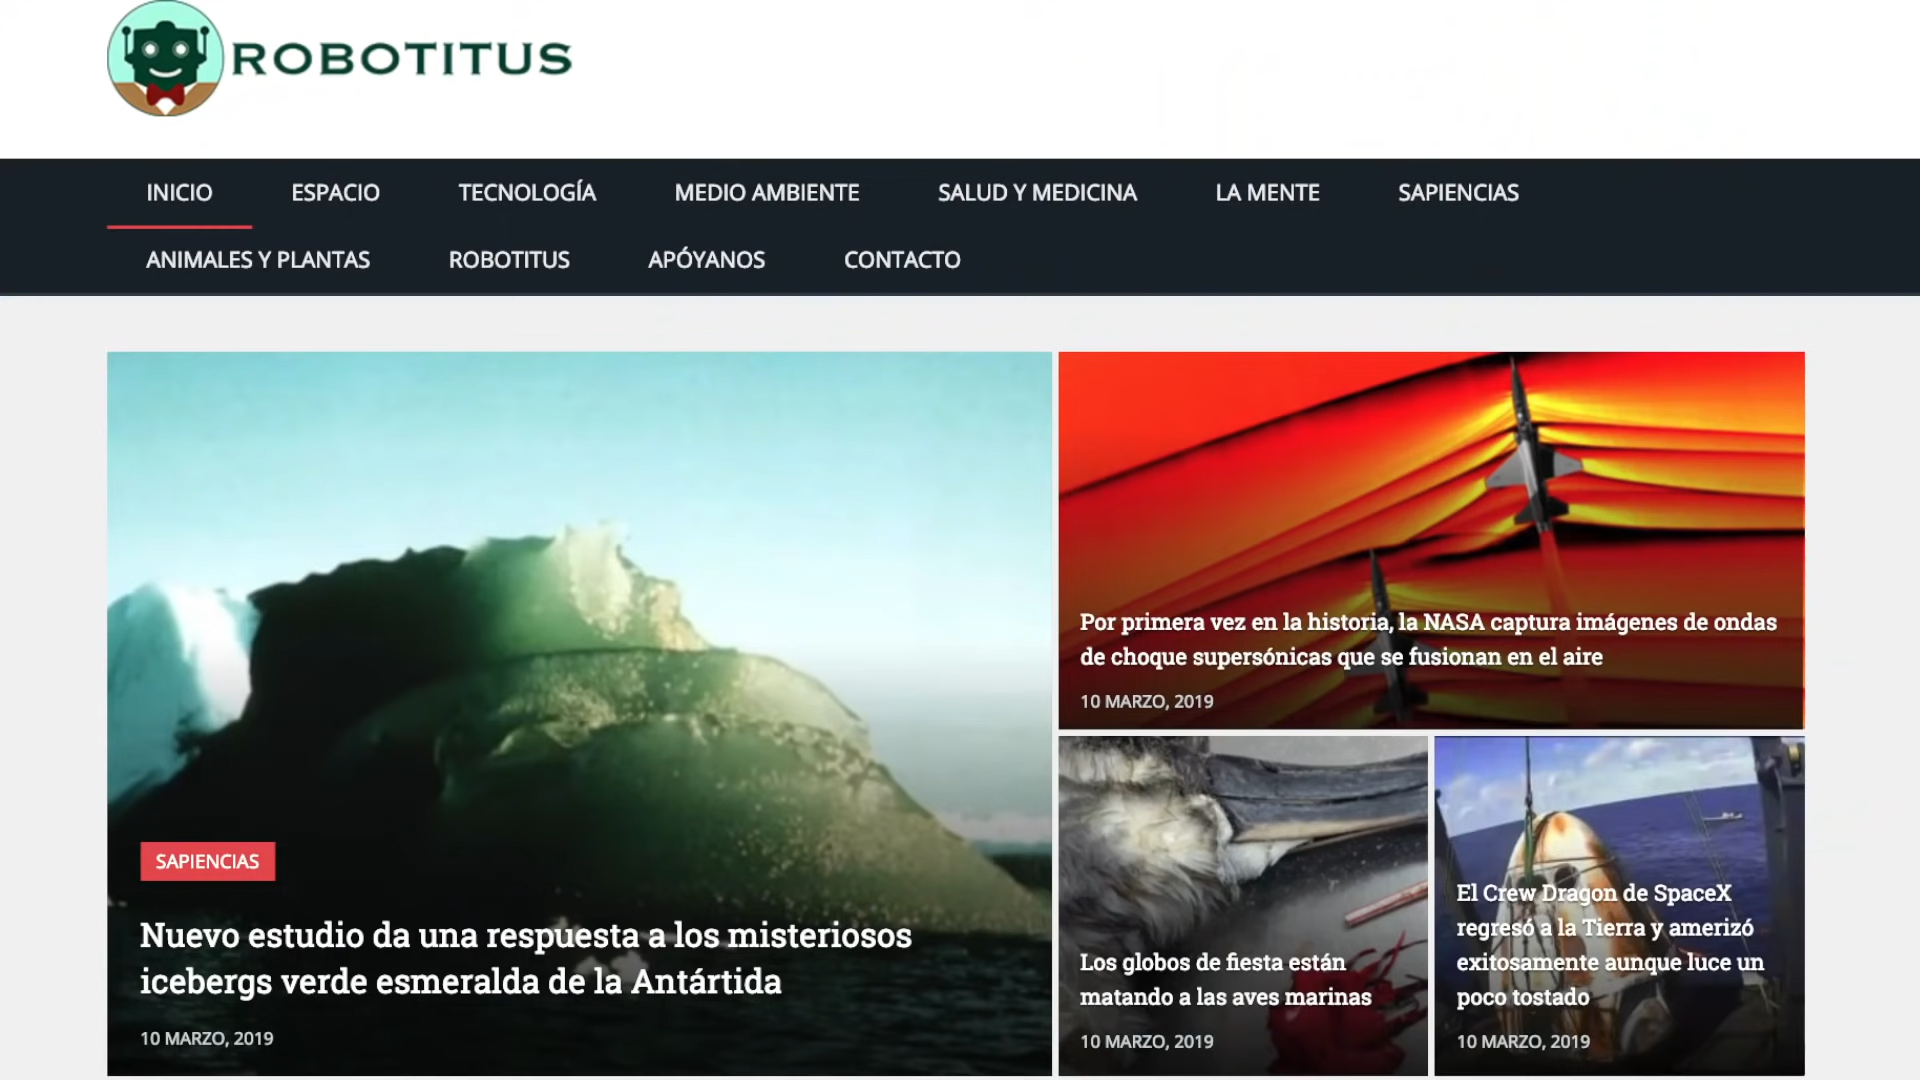 ROBOTITUS
INICIO ESPACIO TECNOLOGÍA MEDIO AMBIENTE SALUD Y MEDICINA LA MENTE SAPIENCIAS
ANIMALES Y PLANTAS ROBOTITUS APÓYANOS CONTACTO
SAPIENCIAS
Nuevo estudio da una respuesta a los misteriosos
icebergs verde esmeralda de la Antártida
10 MARZO, 2019
Por primera vez en la historia, la NASA captura imágenes de ondas
de choque supersónicas que se fusionan en el aire
10 MARZO, 2019
Los globos de fiesta están
matando a las aves marinas
10 MARZO, 2019
El Crew Dragon de SpaceX
regresó a la Tierra y amerizó
exitosamente aunque luce un
poco tostado
10 MARZO, 2019